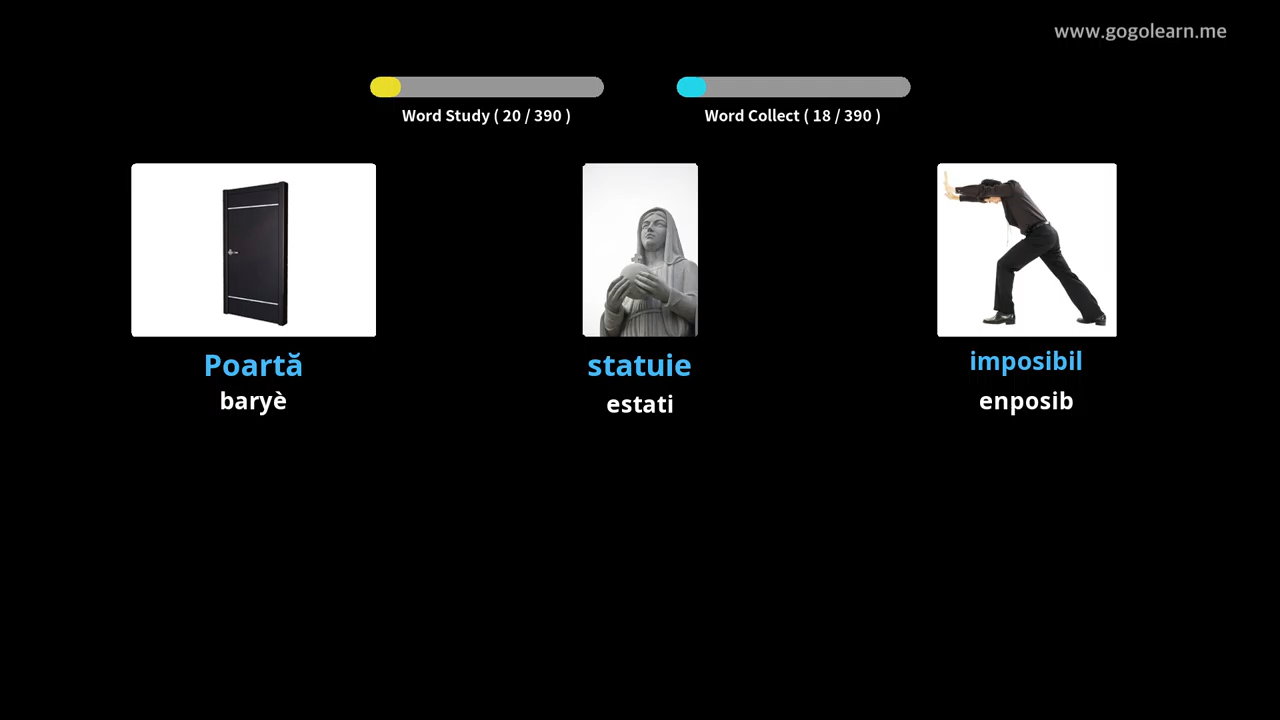 www.gogolearn.me
Word Study ( 20 / 390 )
Word Collect ( 18 / 390 )
Poartă
baryè
statuie
estati
imposibil
enposib